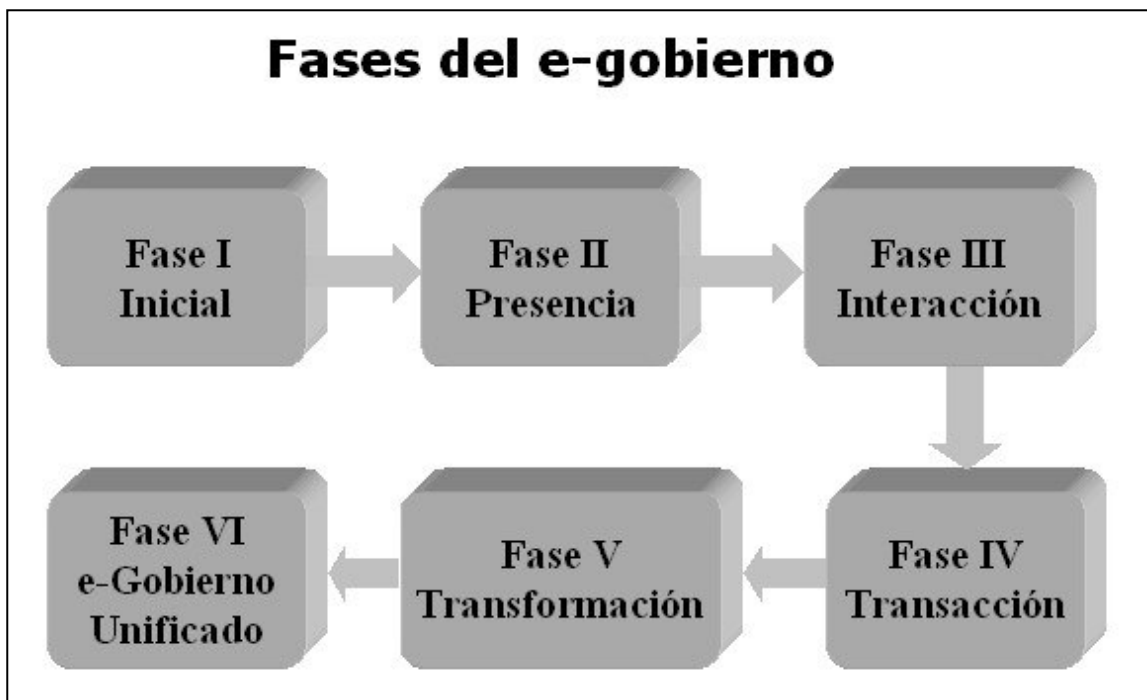 Fases del e-gobierno
Fase I
Inicial
Fase II
Presencia
Fase III
Interacción
Fase IV
Transacción
Fase V
Transformación
Fase VI
e-Gobierno
Unificado